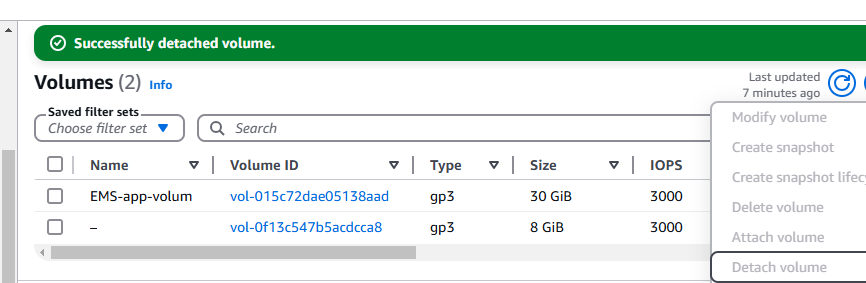 Successfully detached volume.
Volumes (2) Info
Last updated
7 minutes ago
Saved filter sets
Choose filter set
Search
Name Volume ID Type Size IOPS
EMS-app-volum vol-015c72dae05138aad gp3 30 GiB 3000
– vol-0f13c547b5acdcca8 gp3 8 GiB 3000
Modify volume
Create snapshot
Create snapshot lifec
Delete volume
Attach volume
Detach volume